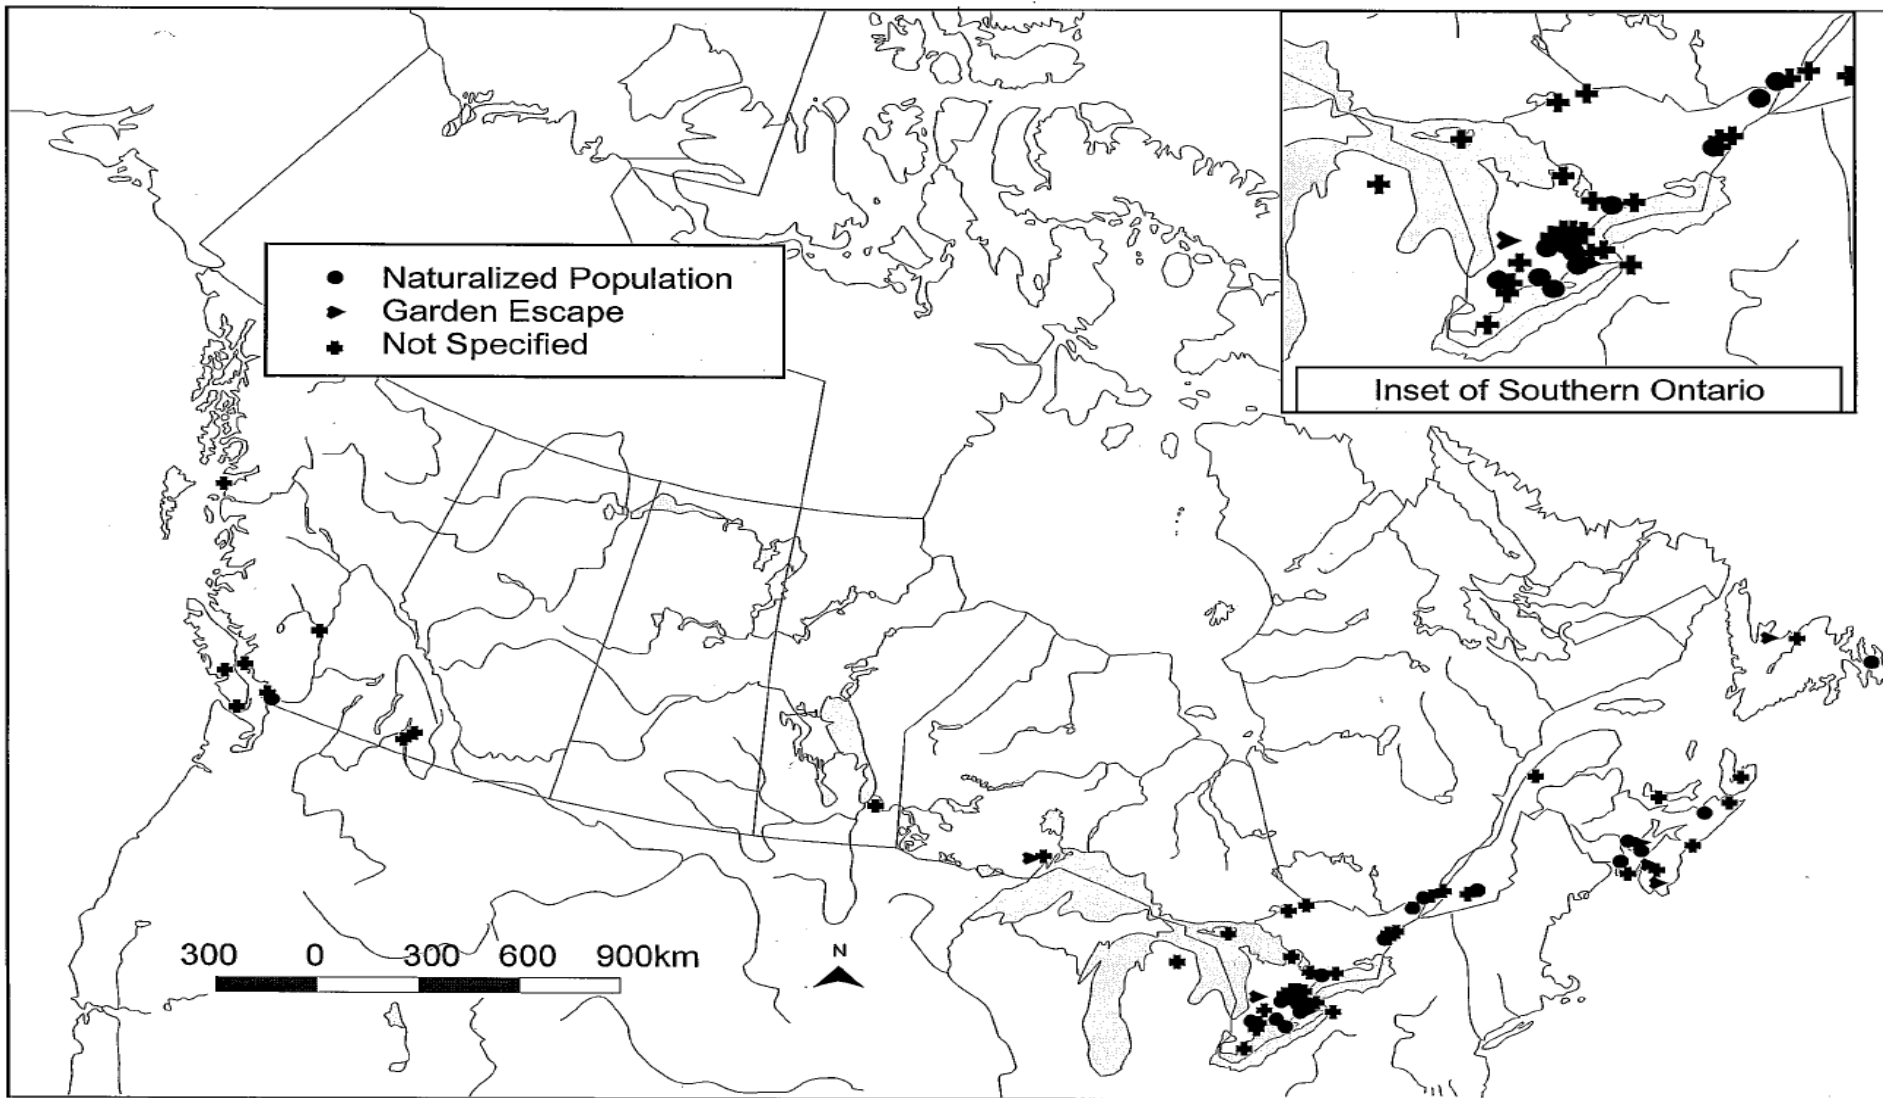 Naturalized Population
Garden Escape
Not Specified
Inset of Southern Ontario
300 0 300 600 900km
N